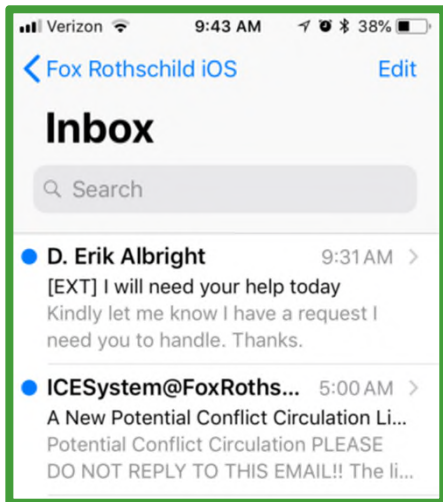 Verizon 9:43 AM 38%
Fox Rothschild iOS Edit
Inbox
Search
D. Erik Albright 9:31 AM
[EXT] I will need your help today
Kindly let me know I have a request I
need you to handle. Thanks.
ICESystem@FoxRoths... 5:00 AM
A New Potential Conflict Circulation Li...
Potential Conflict Circulation PLEASE
DO NOT REPLY TO THIS EMAIL!! The li...